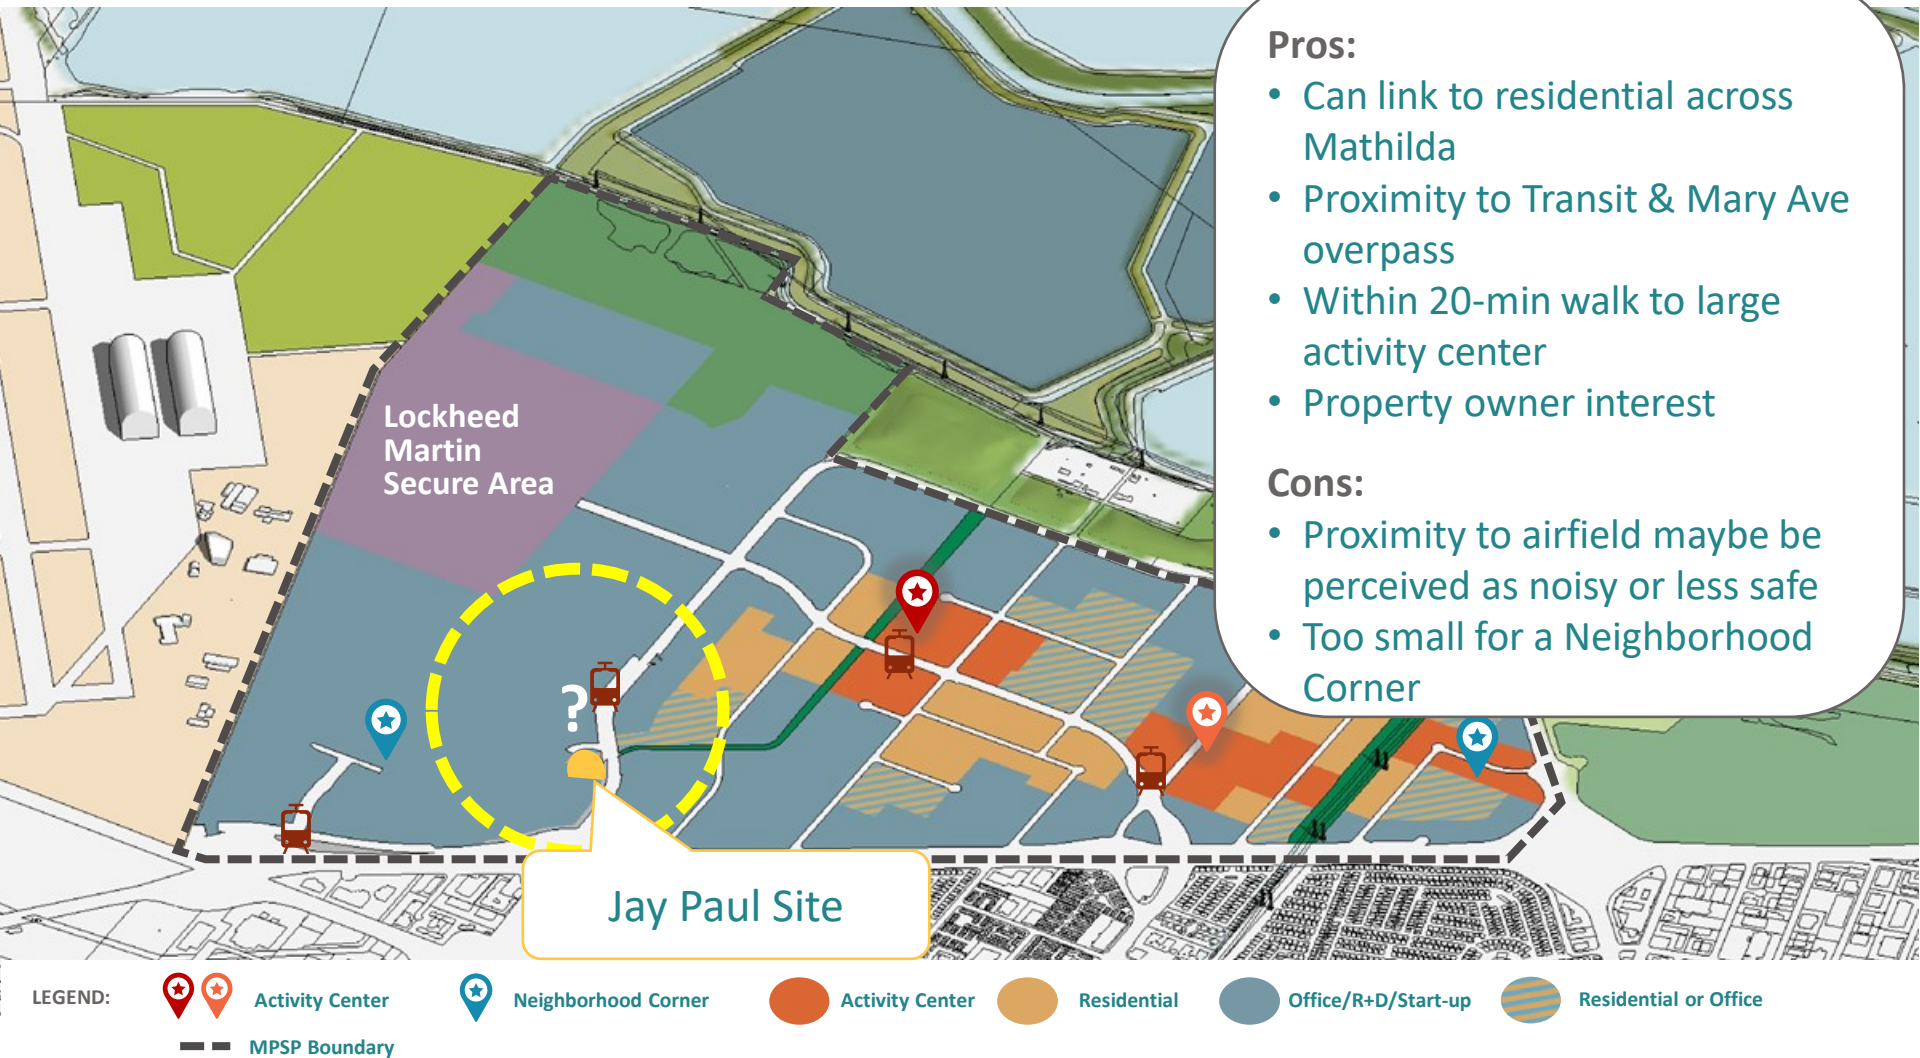 Pros:
• Can link to residential across
Mathilda
• Proximity to Transit & Mary Ave
overpass
• Within 20-min walk to large
activity center
• Property owner interest
Cons:
• Proximity to airfield maybe be
perceived as noisy or less safe
• Too small for a Neighborhood
Corner
Lockheed
Martin
Secure Area
?
Jay Paul Site
LEGEND:
Activity Center
Neighborhood Corner
Activity Center
Residential
Office/R+D/Start-up
Residential or Office
MPSP Boundary